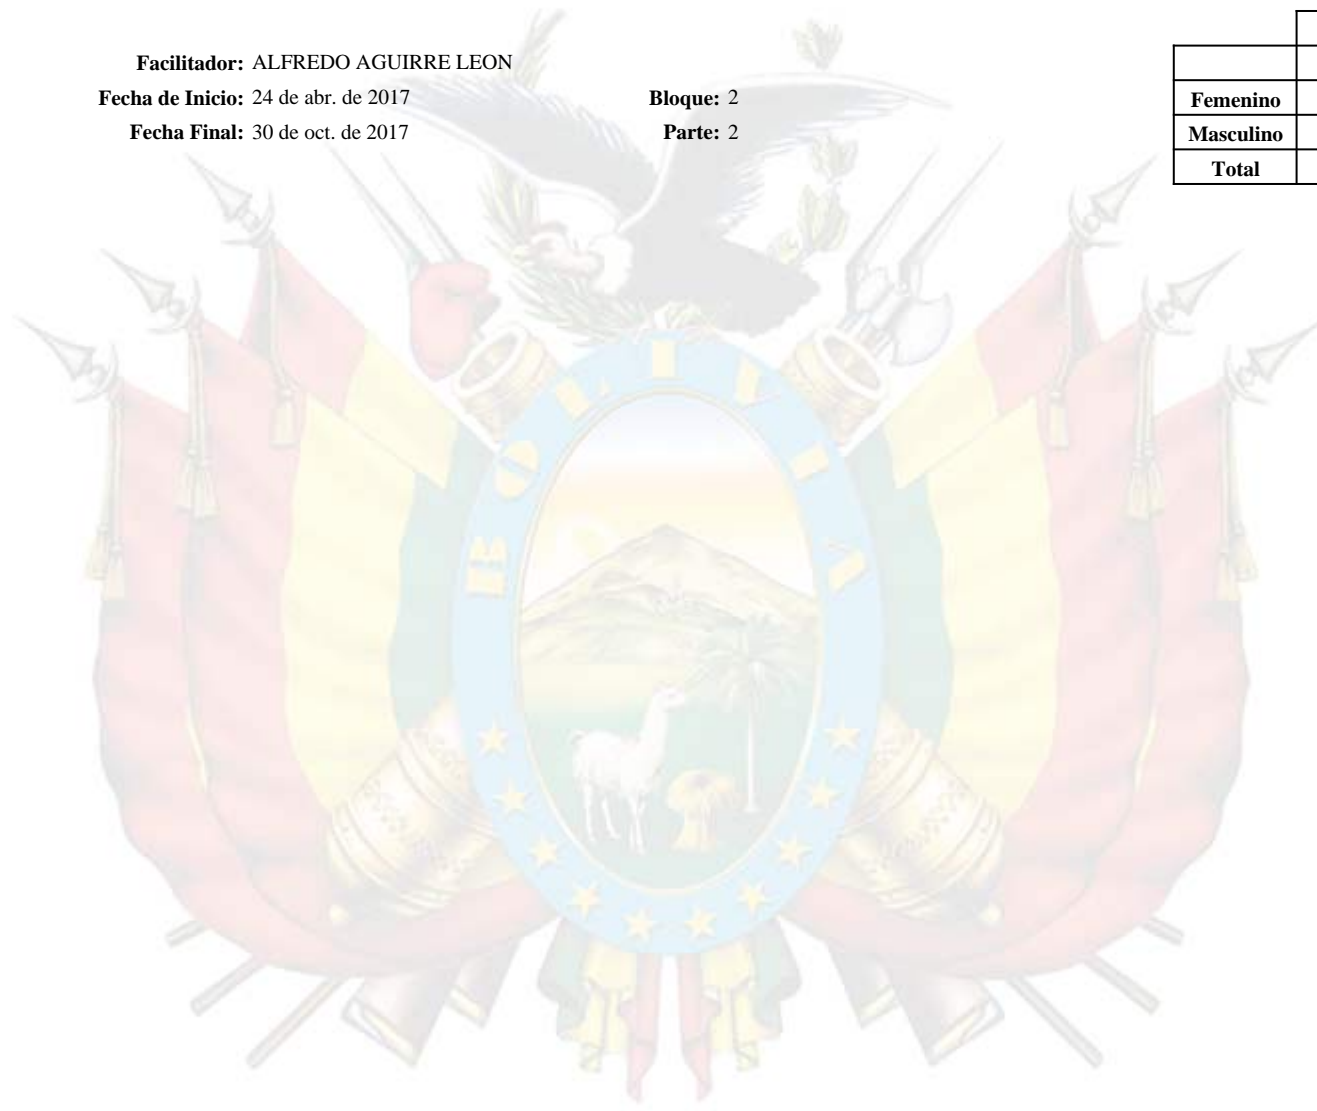 Facilitador: ALFREDO AGUIRRE LEON
Fecha de Inicio: 24 de abr. de 2017 Bloque: 2
Fecha Final: 30 de oct. de 2017 Parte: 2
Femenino
Masculino
Total
BOLIVIA